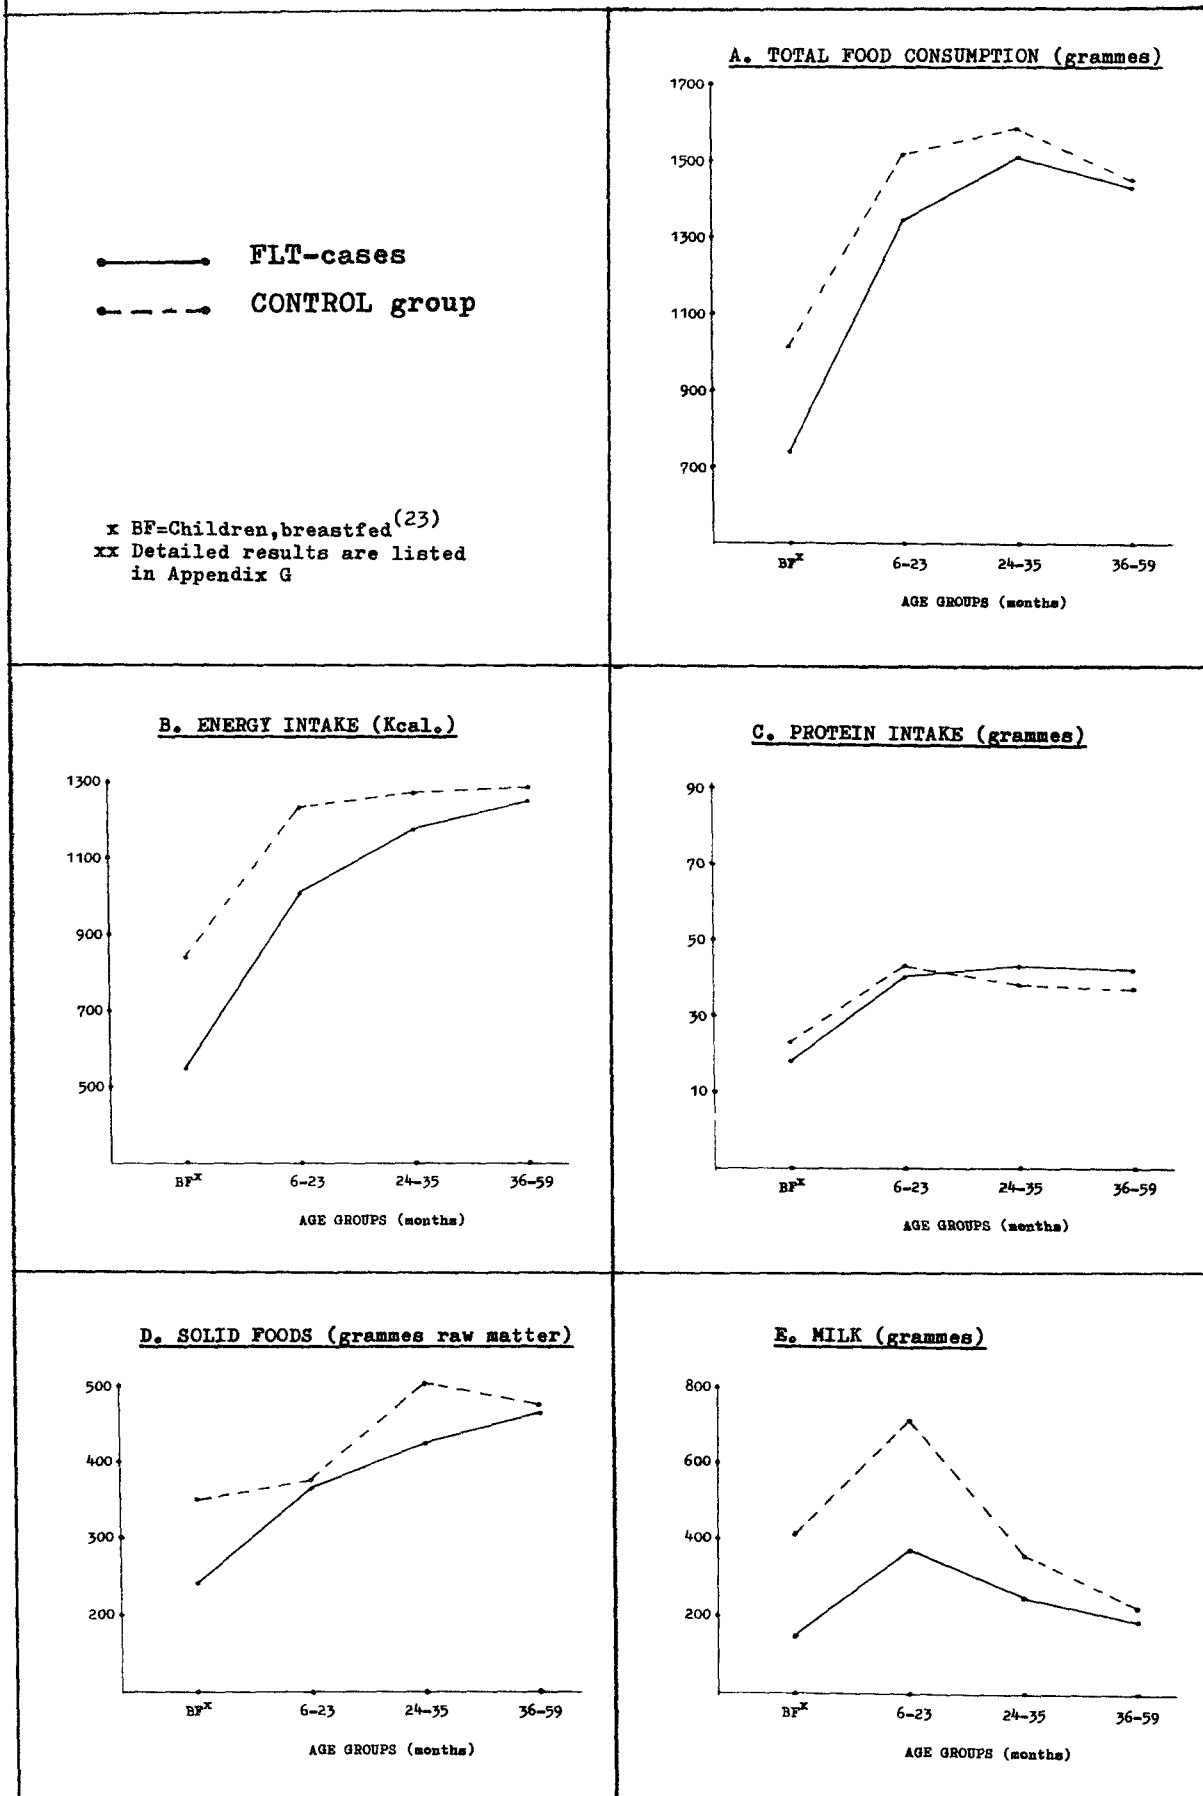 FLT-cases
CONTROL group
x BF=Children,breastfed(23)
xx Detailed results are listed
in Appendix G
A. TOTAL FOOD CONSUMPTION (grammes)
1700
1500
1300
1100
900
700
BFx 6-23 24-35 36-59
AGE GROUPS (months)
B. ENERGY INTAKE (Kcal.)
1300
1100
900
700
500
BFx 6-23 24-35 36-59
AGE GROUPS (months)
C. PROTEIN INTAKE (grammes)
90
70
50
30
10
BFx 6-23 24-35 36-59
AGE GROUPS (months)
D. SOLID FOODS (grammes raw matter)
500
400
300
200
BFx 6-23 24-35 36-59
AGE GROUPS (months)
E. MILK (grammes)
800
600
400
200
BFx 6-23 24-35 36-59
AGE GROUPS (months)